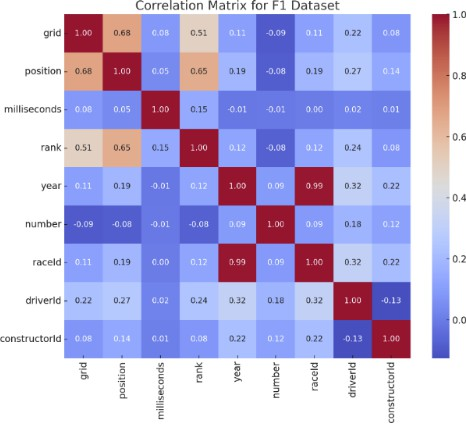 Correlation Matrix for F1 Dataset
grid 1.00 0.68 0.08 0.51 0.11 -0.09 0.11 0.22 0.08
position 0.68 1.00 0.05 0.65 0.19 -0.08 0.19 0.27 0.14
milliseconds 0.08 0.05 1.00 0.15 -0.01 -0.01 0.00 0.02 0.01
rank 0.51 0.65 0.15 1.00 0.12 -0.08 0.12 0.24 0.08
year 0.11 0.19 -0.01 0.12 1.00 0.09 0.99 0.32 0.22
number -0.09 -0.08 -0.01 -0.08 0.09 1.00 0.09 0.18 0.12
raceId 0.11 0.19 0.00 0.12 0.99 0.09 1.00 0.32 0.22
driverId 0.22 0.27 0.02 0.24 0.32 0.18 0.32 1.00 -0.13
constructorId 0.08 0.14 0.01 0.08 0.22 0.12 0.22 -0.13 1.00
grid position milliseconds rank year number raceId driverId constructorId
1.0
0.8
0.6
0.4
0.2
0.0